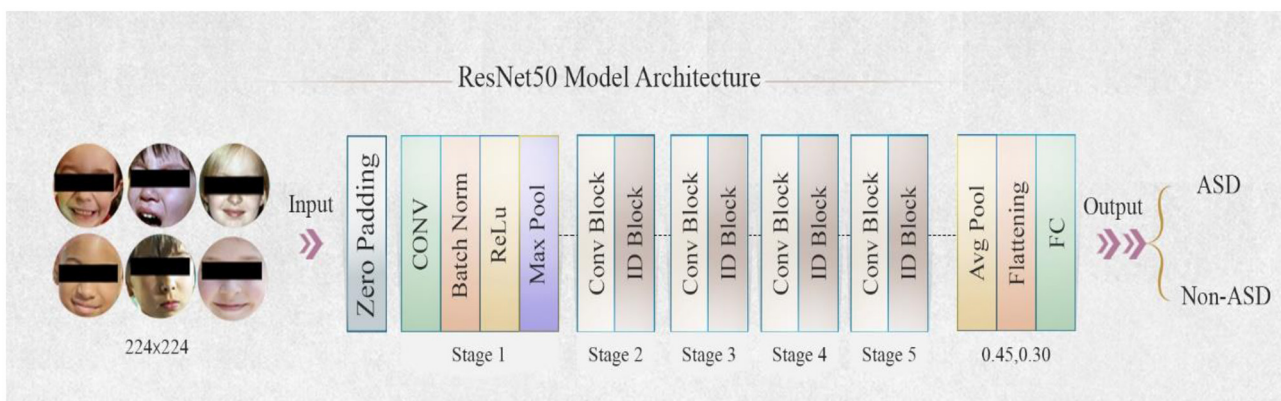 ResNet50 Model Architecture
224x224
Input
Zero Padding
CONV
Batch Norm
ReLu
Max Pool
Stage 1
Conv Block
ID Block
Stage 2
Conv Block
ID Block
Stage 3
Conv Block
ID Block
Stage 4
Conv Block
ID Block
Stage 5
Avg Pool
Flattening
FC
0.45,0.30
Output
ASD
Non-ASD